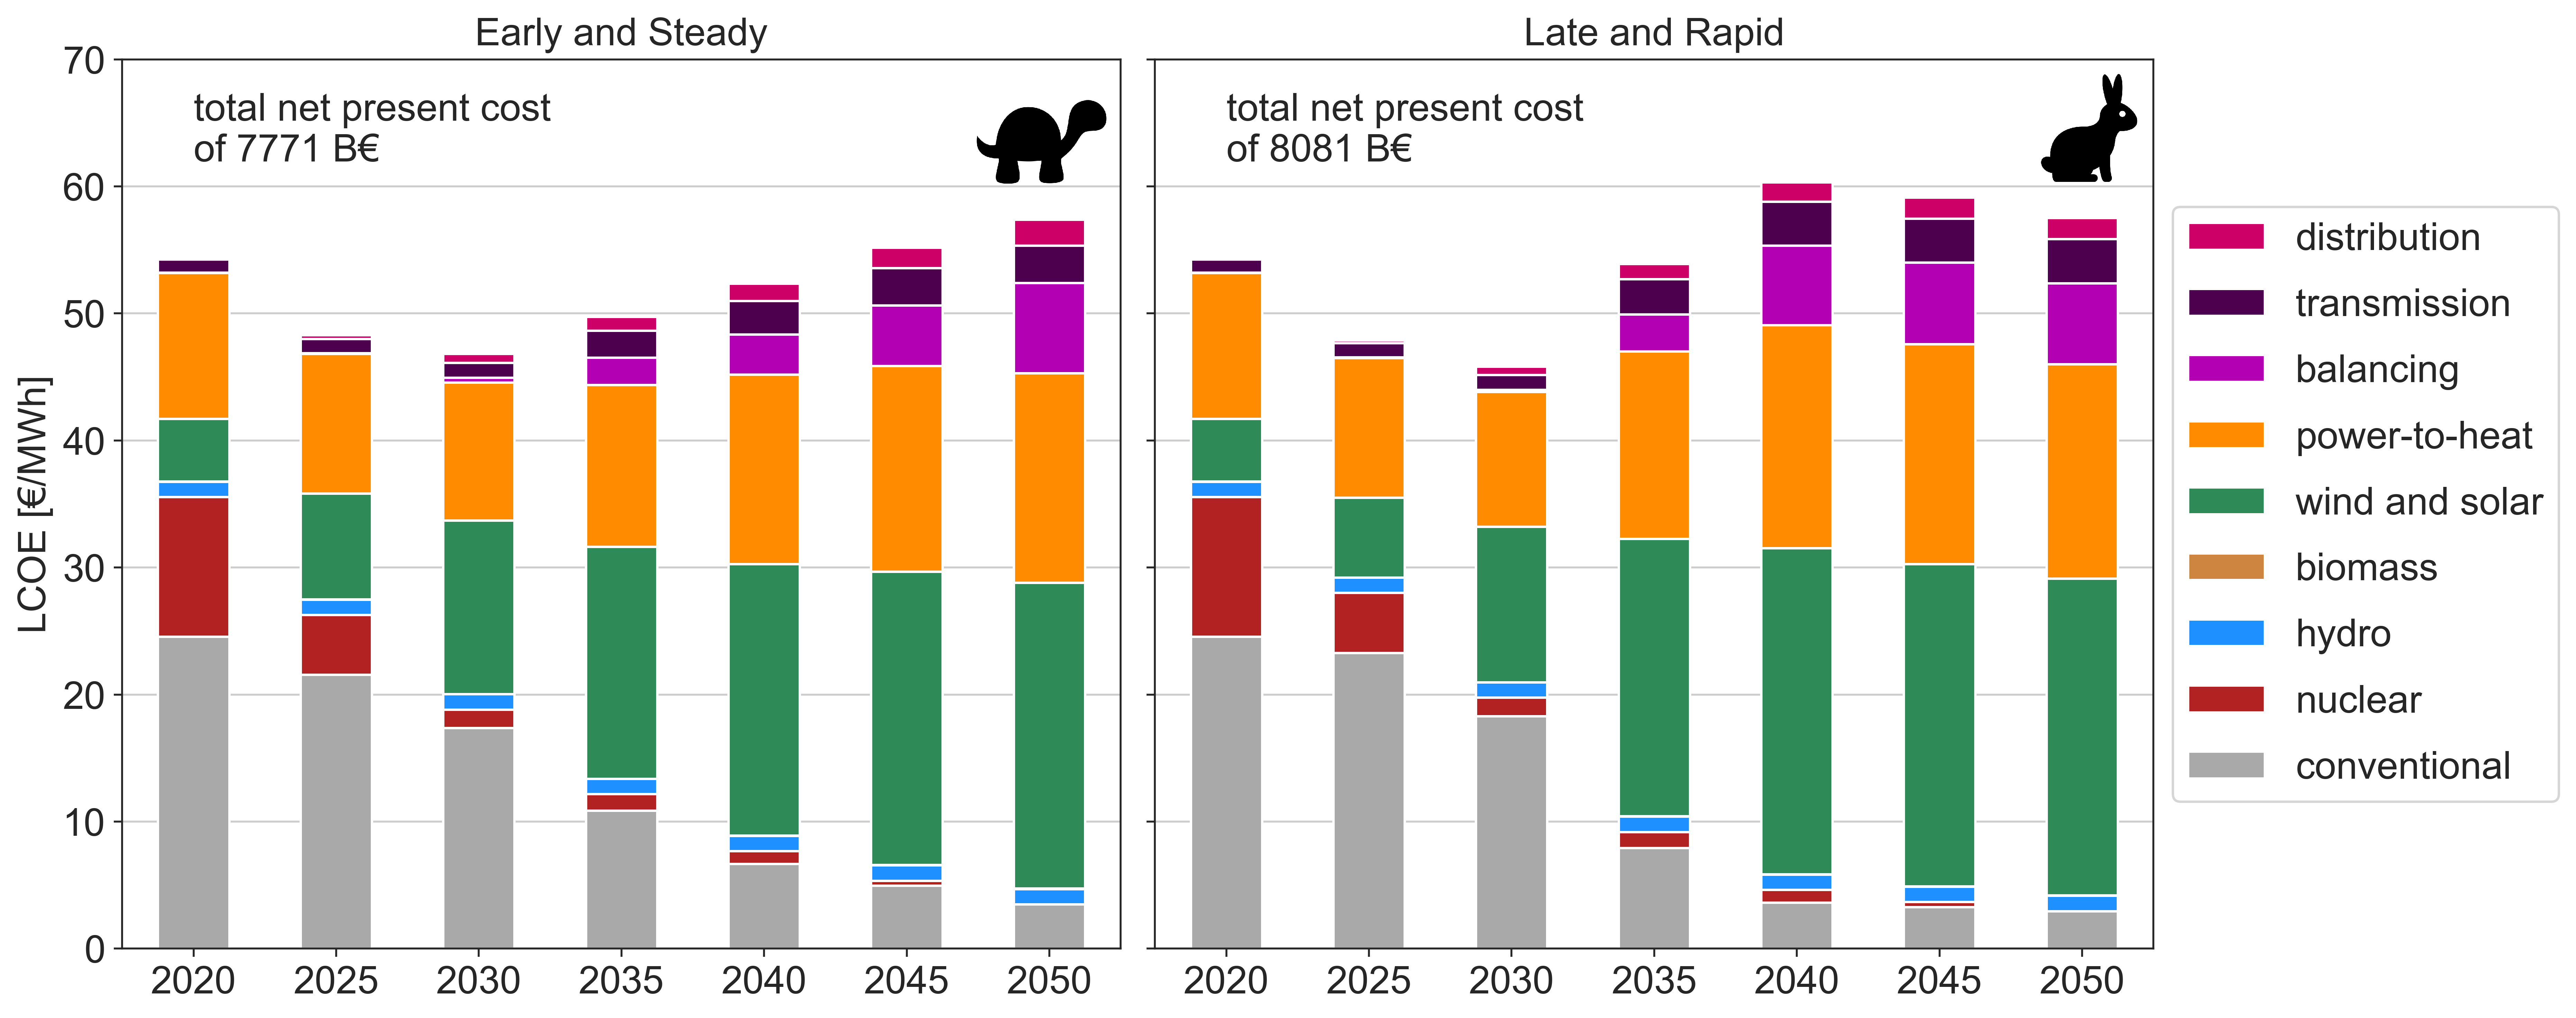 Early and Steady
Late and Rapid
total net present cost
of 7771 B€
total net present cost
of 8081 B€
LCOE [€/MWh]
70
60
50
40
30
20
10
0
2020 2025 2030 2035 2040 2045 2050
2020 2025 2030 2035 2040 2045 2050
distribution
transmission
balancing
power-to-heat
wind and solar
biomass
hydro
nuclear
conventional